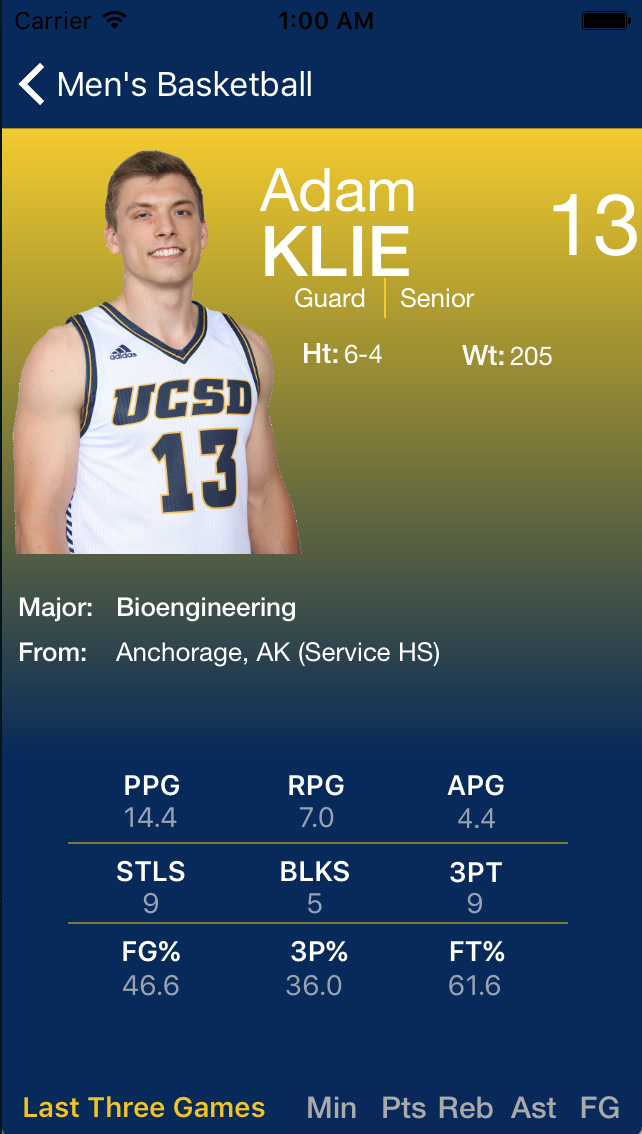 Carrier 1:00 AM
Men's Basketball
Adam
KLIE
13
Guard Senior
Ht: 6-4 Wt: 205
adidas
UCSD
13
Major: Bioengineering
From: Anchorage, AK (Service HS)
PPG RPG APG
14.4 7.0 4.4
STLS BLKS 3PT
9 5 9
FG% 3P% FT%
46.6 36.0 61.6
Last Three Games Min Pts Reb Ast FG